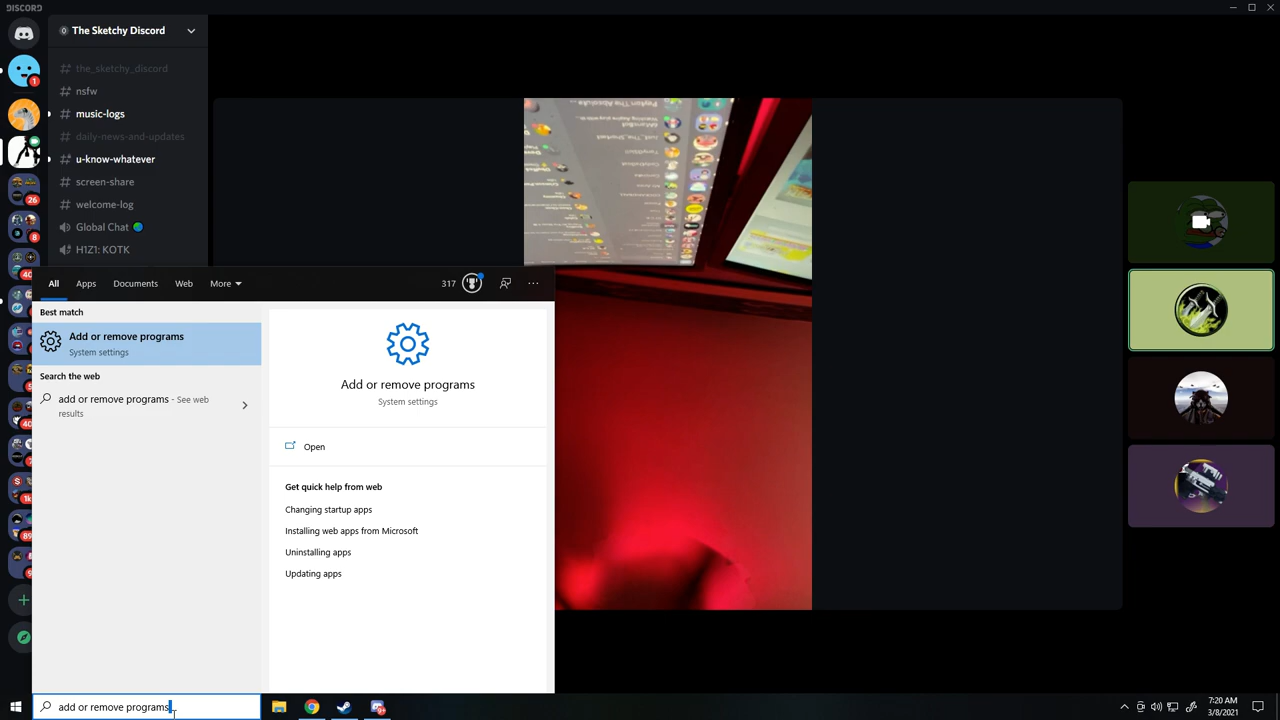 DISCORD
The Sketchy Discord
the_sketchy_discord
nsfw
music-logs
daily-news-and-updates
u-know-whatever
screen-share
welcome-log
Global Chat
H1Z1: KOTK
1
26
8
All
Apps
Documents
Web
More
317
Best match
Add or remove programs
System settings
Search the web
add or remove programs - See web
results
Add or remove programs
System settings
Open
Get quick help from web
Changing startup apps
Installing web apps from Microsoft
Uninstalling apps
Updating apps
add or remove programs
9+
7:20 AM
3/8/2021